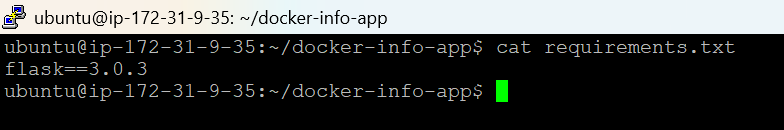 ubuntu@ip-172-31-9-35: ~/docker-info-app
ubuntu@ip-172-31-9-35:~/docker-info-app$ cat requirements.txt
flask==3.0.3
ubuntu@ip-172-31-9-35:~/docker-info-app$